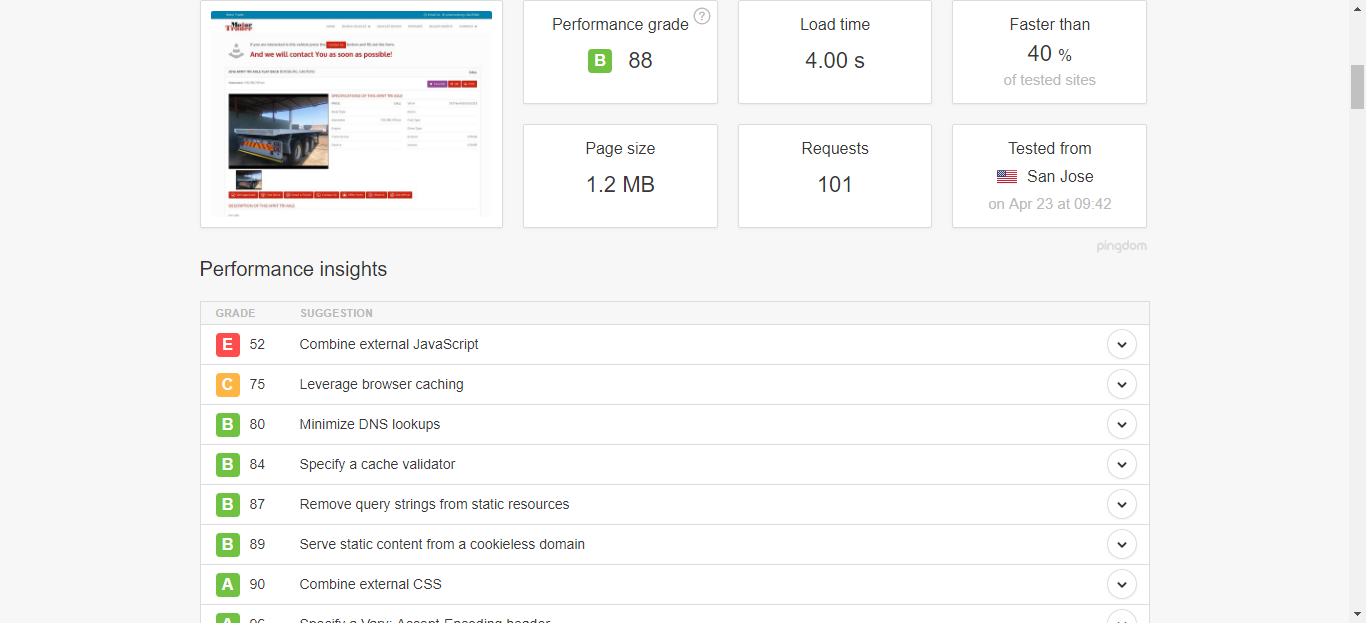 Motor
Trader
And we will contact You as soon as possible!
Performance grade ?
B 88
Load time
4.00 s
Faster than
40 %
of tested sites
Page size
1.2 MB
Requests
101
Tested from
San Jose
on Apr 23 at 09:42
pingdom
Performance insights
GRADE SUGGESTION
E 52 Combine external JavaScript
C 75 Leverage browser caching
B 80 Minimize DNS lookups
B 84 Specify a cache validator
B 87 Remove query strings from static resources
B 89 Serve static content from a cookieless domain
A 90 Combine external CSS
A 96 Specify a Vary: Accept-Encoding header